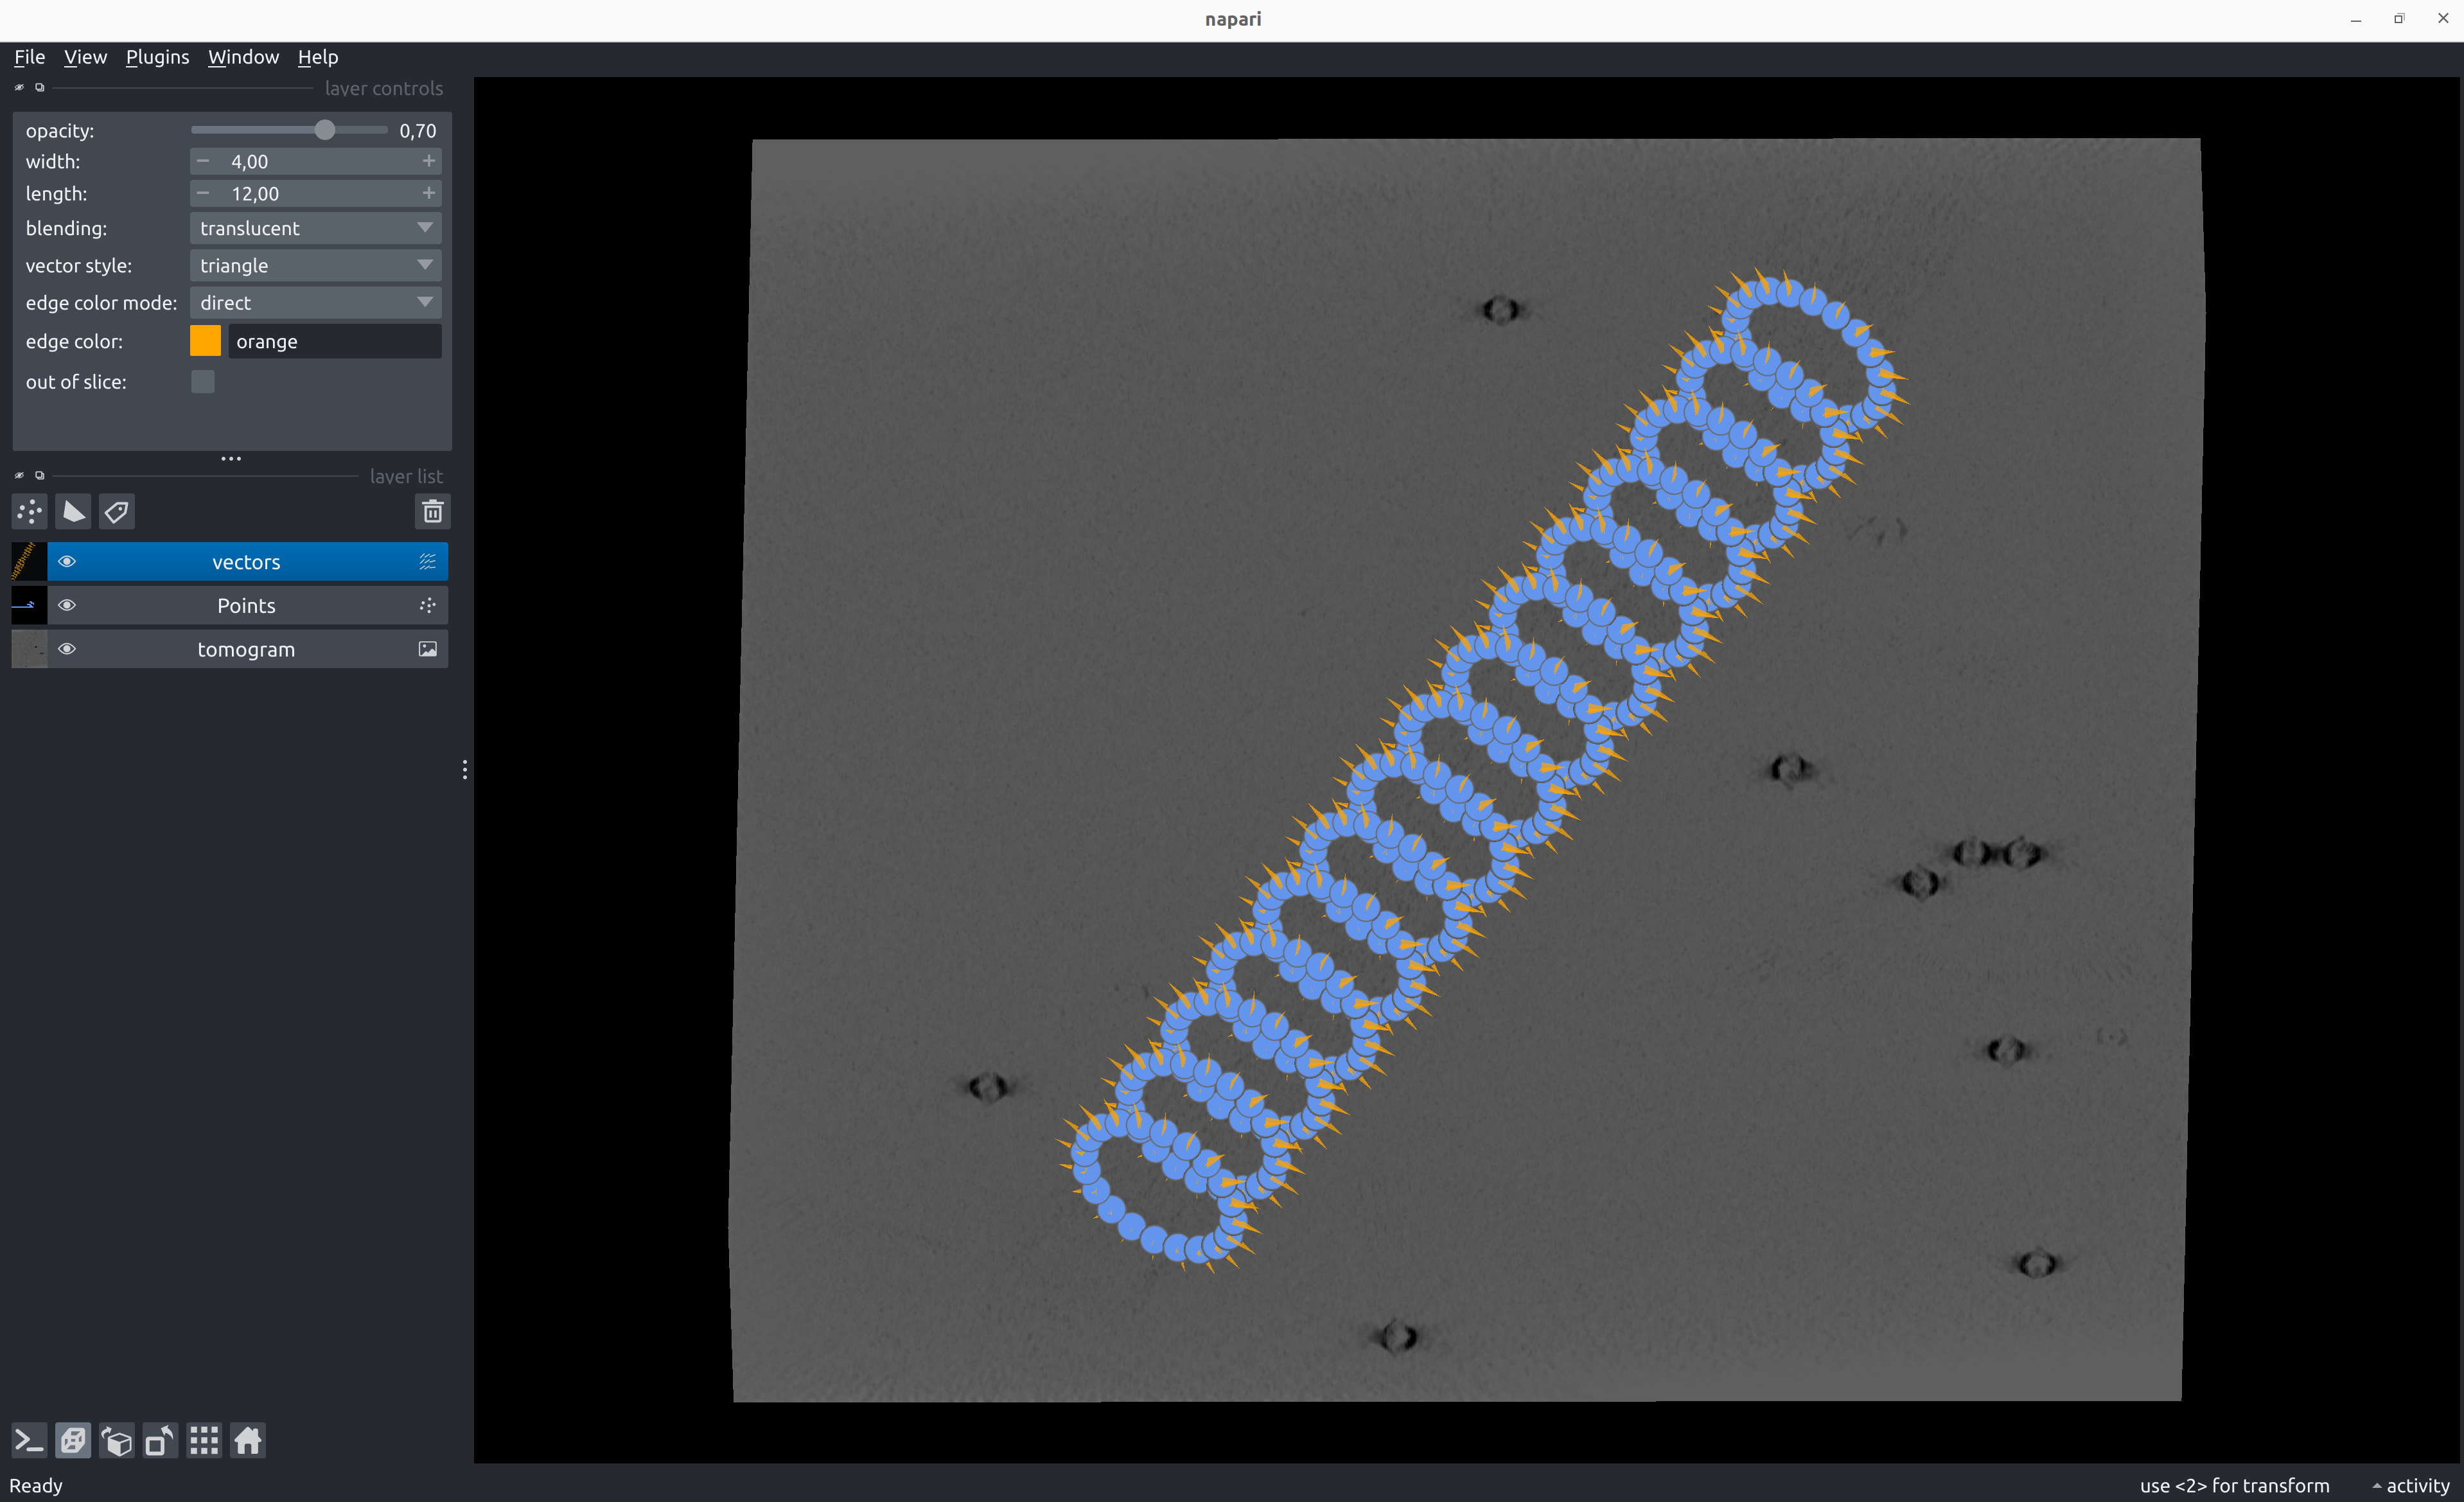 napari
File View Plugins Window Help
layer controls
opacity: 0,70
width: 4,00
length: 12,00
blending: translucent
vector style: triangle
edge color mode: direct
edge color: orange
out of slice:
layer list
vectors
Points
tomogram
Ready use <2> for transform activity